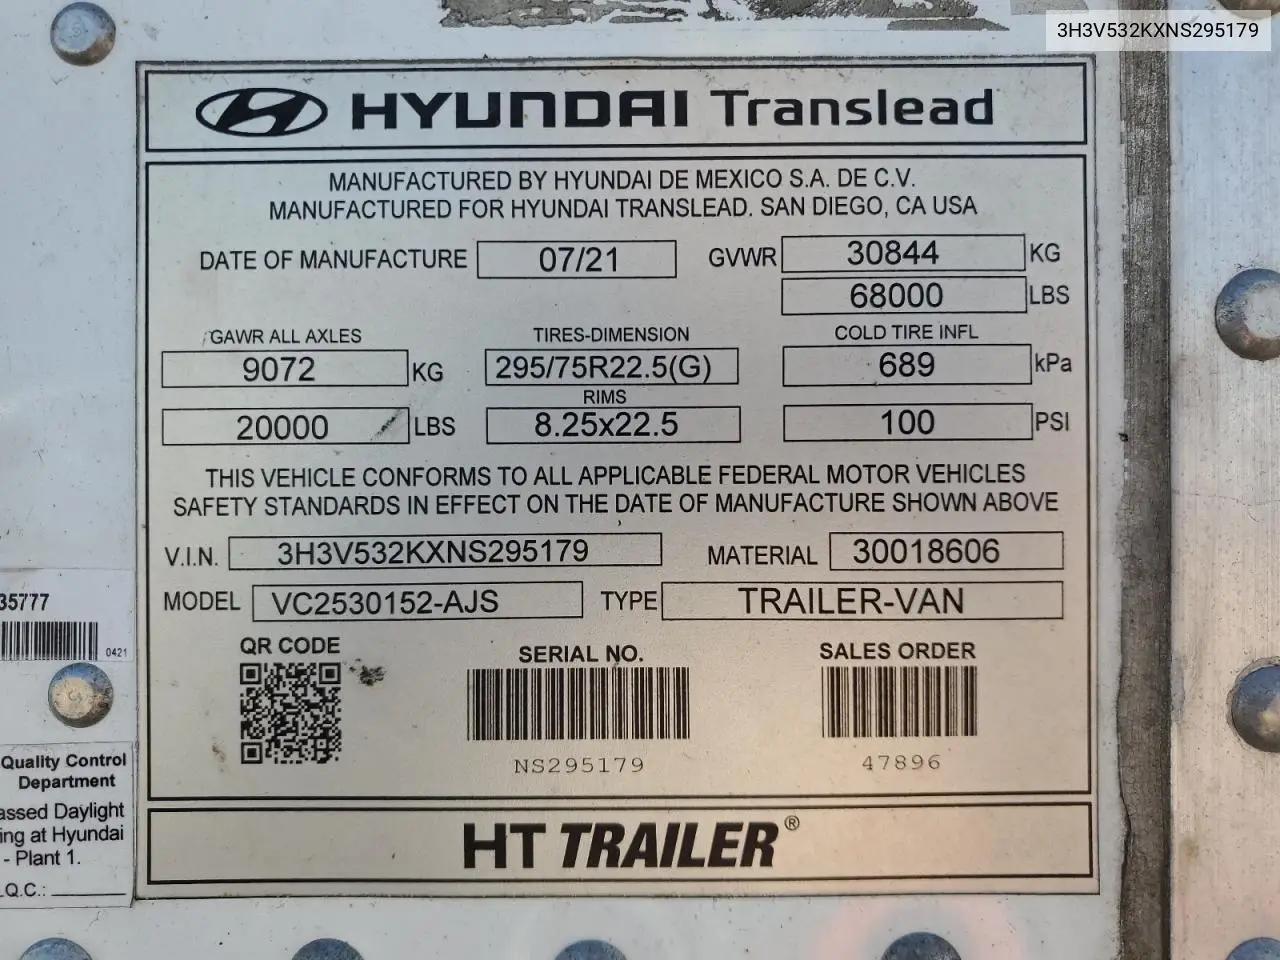 3H3V532KXNS295179
HYUNDAI Translead
MANUFACTURED BY HYUNDAI DE MEXICO S.A. DE C.V.
MANUFACTURED FOR HYUNDAI TRANSLEAD. SAN DIEGO, CA USA
DATE OF MANUFACTURE 07/21 GVWR 30844 KG
68000 LBS
GAWR ALL AXLES TIRES-DIMENSION COLD TIRE INFL
9072 KG 295/75R22.5(G) 689 kPa
RIMS
20000 LBS 8.25x22.5 100 PSI
THIS VEHICLE CONFORMS TO ALL APPLICABLE FEDERAL MOTOR VEHICLES
SAFETY STANDARDS IN EFFECT ON THE DATE OF MANUFACTURE SHOWN ABOVE
V.I.N. 3H3V532KXNS295179 MATERIAL 30018606
MODEL VC2530152-AJS TYPE TRAILER-VAN
QR CODE SERIAL NO. SALES ORDER
NS295179 47896
HT TRAILER®
35777
0421
Quality Control
Department
assed Daylight
ing at Hyundai
- Plant 1.
.Q.C.: